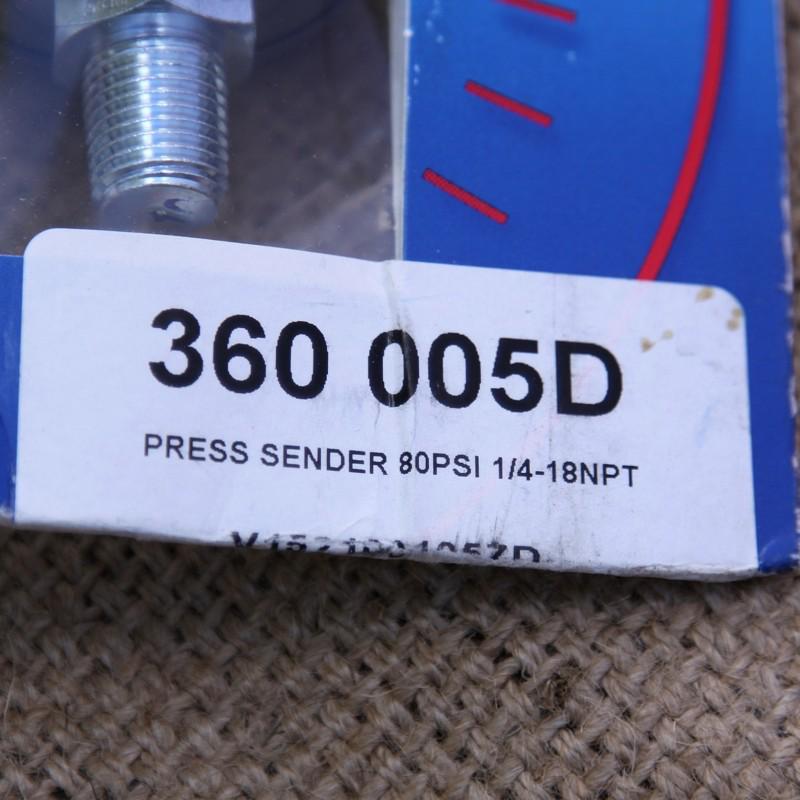 360 005D
PRESS SENDER 80PSI 1/4-18NPT